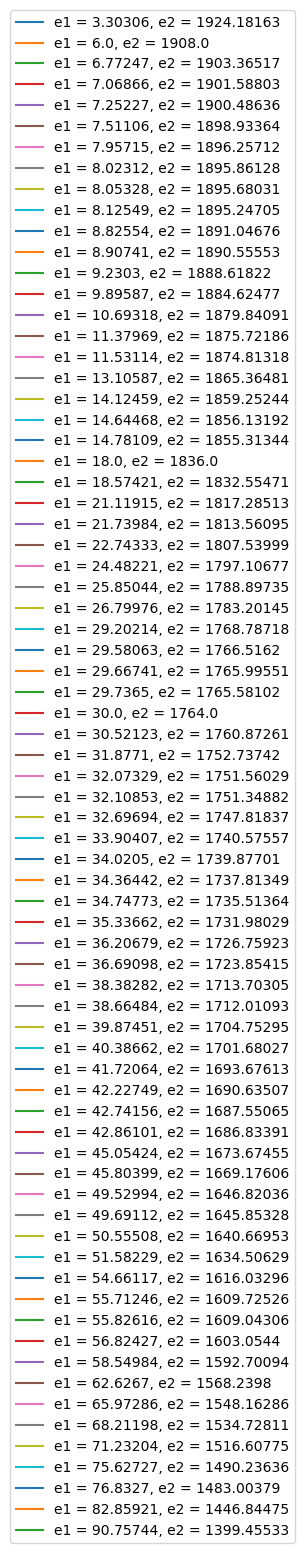 e1 = 3.30306, e2 = 1924.18163
e1 = 6.0, e2 = 1908.0
e1 = 6.77247, e2 = 1903.36517
e1 = 7.06866, e2 = 1901.58803
e1 = 7.25227, e2 = 1900.48636
e1 = 7.51106, e2 = 1898.93364
e1 = 7.95715, e2 = 1896.25712
e1 = 8.02312, e2 = 1895.86128
e1 = 8.05328, e2 = 1895.68031
e1 = 8.12549, e2 = 1895.24705
e1 = 8.82554, e2 = 1891.04676
e1 = 8.90741, e2 = 1890.55553
e1 = 9.2303, e2 = 1888.61822
e1 = 9.89587, e2 = 1884.62477
e1 = 10.69318, e2 = 1879.84091
e1 = 11.37969, e2 = 1875.72186
e1 = 11.53114, e2 = 1874.81318
e1 = 13.10587, e2 = 1865.36481
e1 = 14.12459, e2 = 1859.25244
e1 = 14.64468, e2 = 1856.13192
e1 = 14.78109, e2 = 1855.31344
e1 = 18.0, e2 = 1836.0
e1 = 18.57421, e2 = 1832.55471
e1 = 21.11915, e2 = 1817.28513
e1 = 21.73984, e2 = 1813.56095
e1 = 22.74333, e2 = 1807.53999
e1 = 24.48221, e2 = 1797.10677
e1 = 25.85044, e2 = 1788.89735
e1 = 26.79976, e2 = 1783.20145
e1 = 29.20214, e2 = 1768.78718
e1 = 29.58063, e2 = 1766.5162
e1 = 29.66741, e2 = 1765.99551
e1 = 29.7365, e2 = 1765.58102
e1 = 30.0, e2 = 1764.0
e1 = 30.52123, e2 = 1760.87261
e1 = 31.8771, e2 = 1752.73742
e1 = 32.07329, e2 = 1751.56029
e1 = 32.10853, e2 = 1751.34882
e1 = 32.69694, e2 = 1747.81837
e1 = 33.90407, e2 = 1740.57557
e1 = 34.0205, e2 = 1739.87701
e1 = 34.36442, e2 = 1737.81349
e1 = 34.74773, e2 = 1735.51364
e1 = 35.33662, e2 = 1731.98029
e1 = 36.20679, e2 = 1726.75923
e1 = 36.69098, e2 = 1723.85415
e1 = 38.38282, e2 = 1713.70305
e1 = 38.66484, e2 = 1712.01093
e1 = 39.87451, e2 = 1704.75295
e1 = 40.38662, e2 = 1701.68027
e1 = 41.72064, e2 = 1693.67613
e1 = 42.22749, e2 = 1690.63507
e1 = 42.74156, e2 = 1687.55065
e1 = 42.86101, e2 = 1686.83391
e1 = 45.05424, e2 = 1673.67455
e1 = 45.80399, e2 = 1669.17606
e1 = 49.52994, e2 = 1646.82036
e1 = 49.69112, e2 = 1645.85328
e1 = 50.55508, e2 = 1640.66953
e1 = 51.58229, e2 = 1634.50629
e1 = 54.66117, e2 = 1616.03296
e1 = 55.71246, e2 = 1609.72526
e1 = 55.82616, e2 = 1609.04306
e1 = 56.82427, e2 = 1603.0544
e1 = 58.54984, e2 = 1592.70094
e1 = 62.6267, e2 = 1568.2398
e1 = 65.97286, e2 = 1548.16286
e1 = 68.21198, e2 = 1534.72811
e1 = 71.23204, e2 = 1516.60775
e1 = 75.62727, e2 = 1490.23636
e1 = 76.8327, e2 = 1483.00379
e1 = 82.85921, e2 = 1446.84475
e1 = 90.75744, e2 = 1399.45533